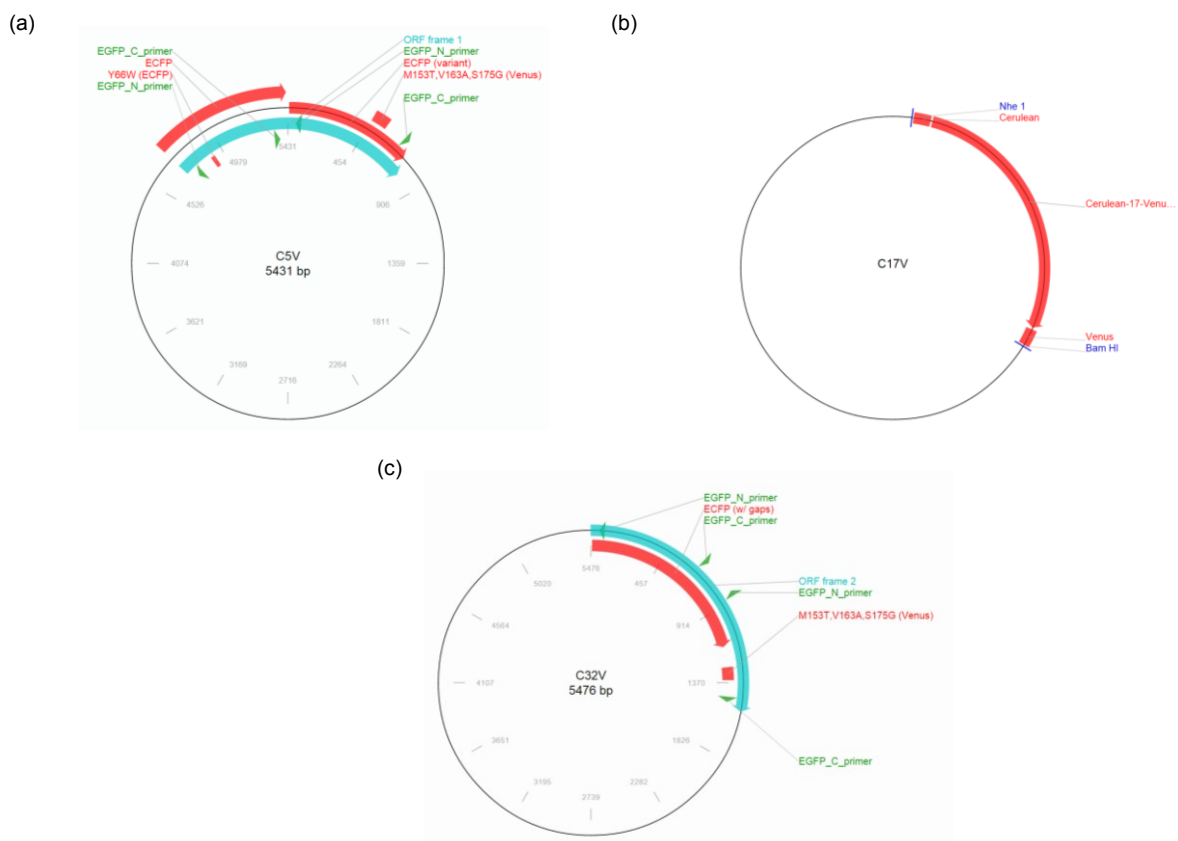 (a)
EGFP_C_primer
ECFP
Y66W (ECFP)
EGFP_N_primer
ORF frame 1
EGFP_N_primer
ECFP (variant)
M153T,V163A,S175G (Venus)
EGFP_C_primer
5431
454
906
1359
1811
2264
2716
3169
3621
4074
4526
4979
C5V
5431 bp
(b)
Nhe 1
Cerulean
Cerulean-17-Venu...
Venus
Bam HI
C17V
(c)
EGFP_N_primer
ECFP (w/ gaps)
EGFP_C_primer
ORF frame 2
EGFP_N_primer
M153T,V163A,S175G (Venus)
EGFP_C_primer
5476
457
914
1370
1826
2282
2739
3195
3651
4107
4564
5020
C32V
5476 bp